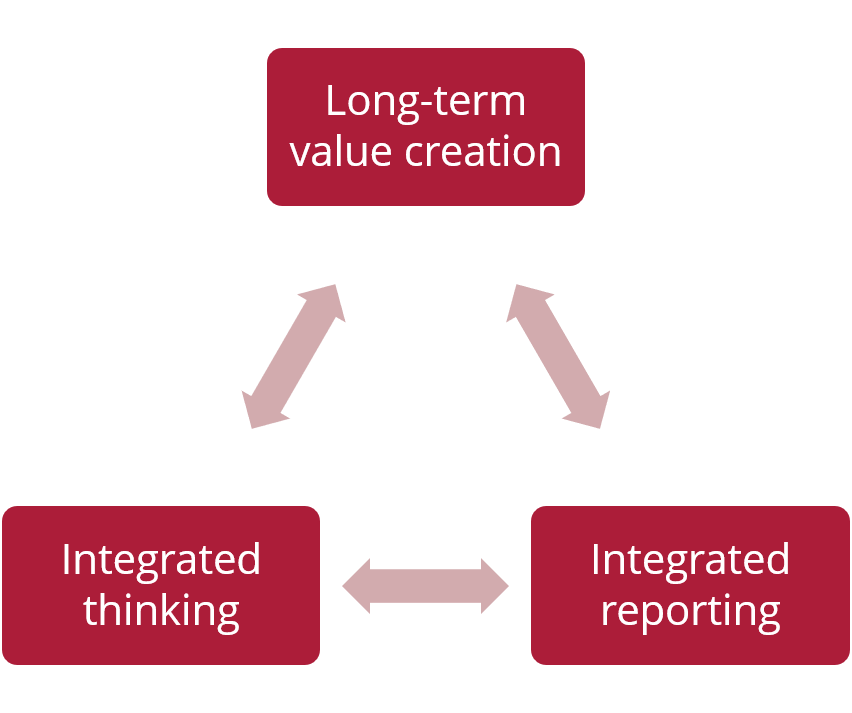 Long-term
value creation
Integrated
thinking
Integrated
reporting